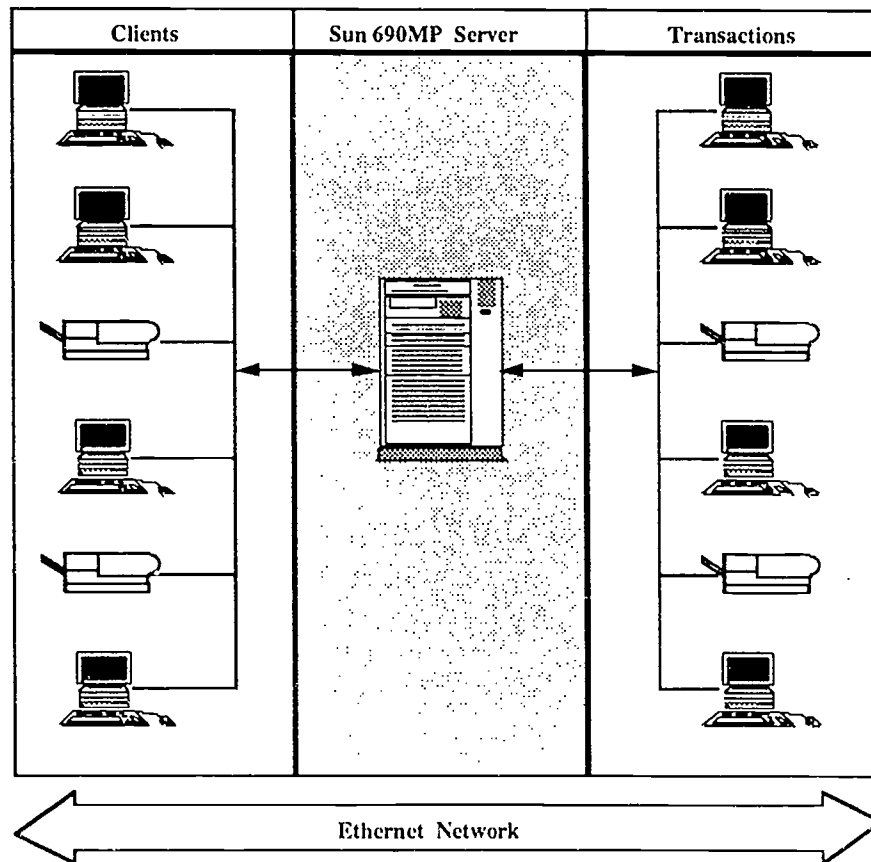 Clients
Sun 690MP Server
Transactions
Ethernet Network